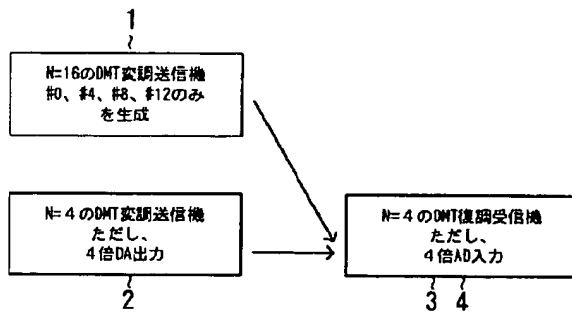 1
N=16のDMT変調送信機
#0、#4、#8、#12のみ
を生成
N=4のDMT変調送信機
ただし、
4倍DA出力
2
N=4のDMT復調受信機
ただし、
4倍AD入力
3 4